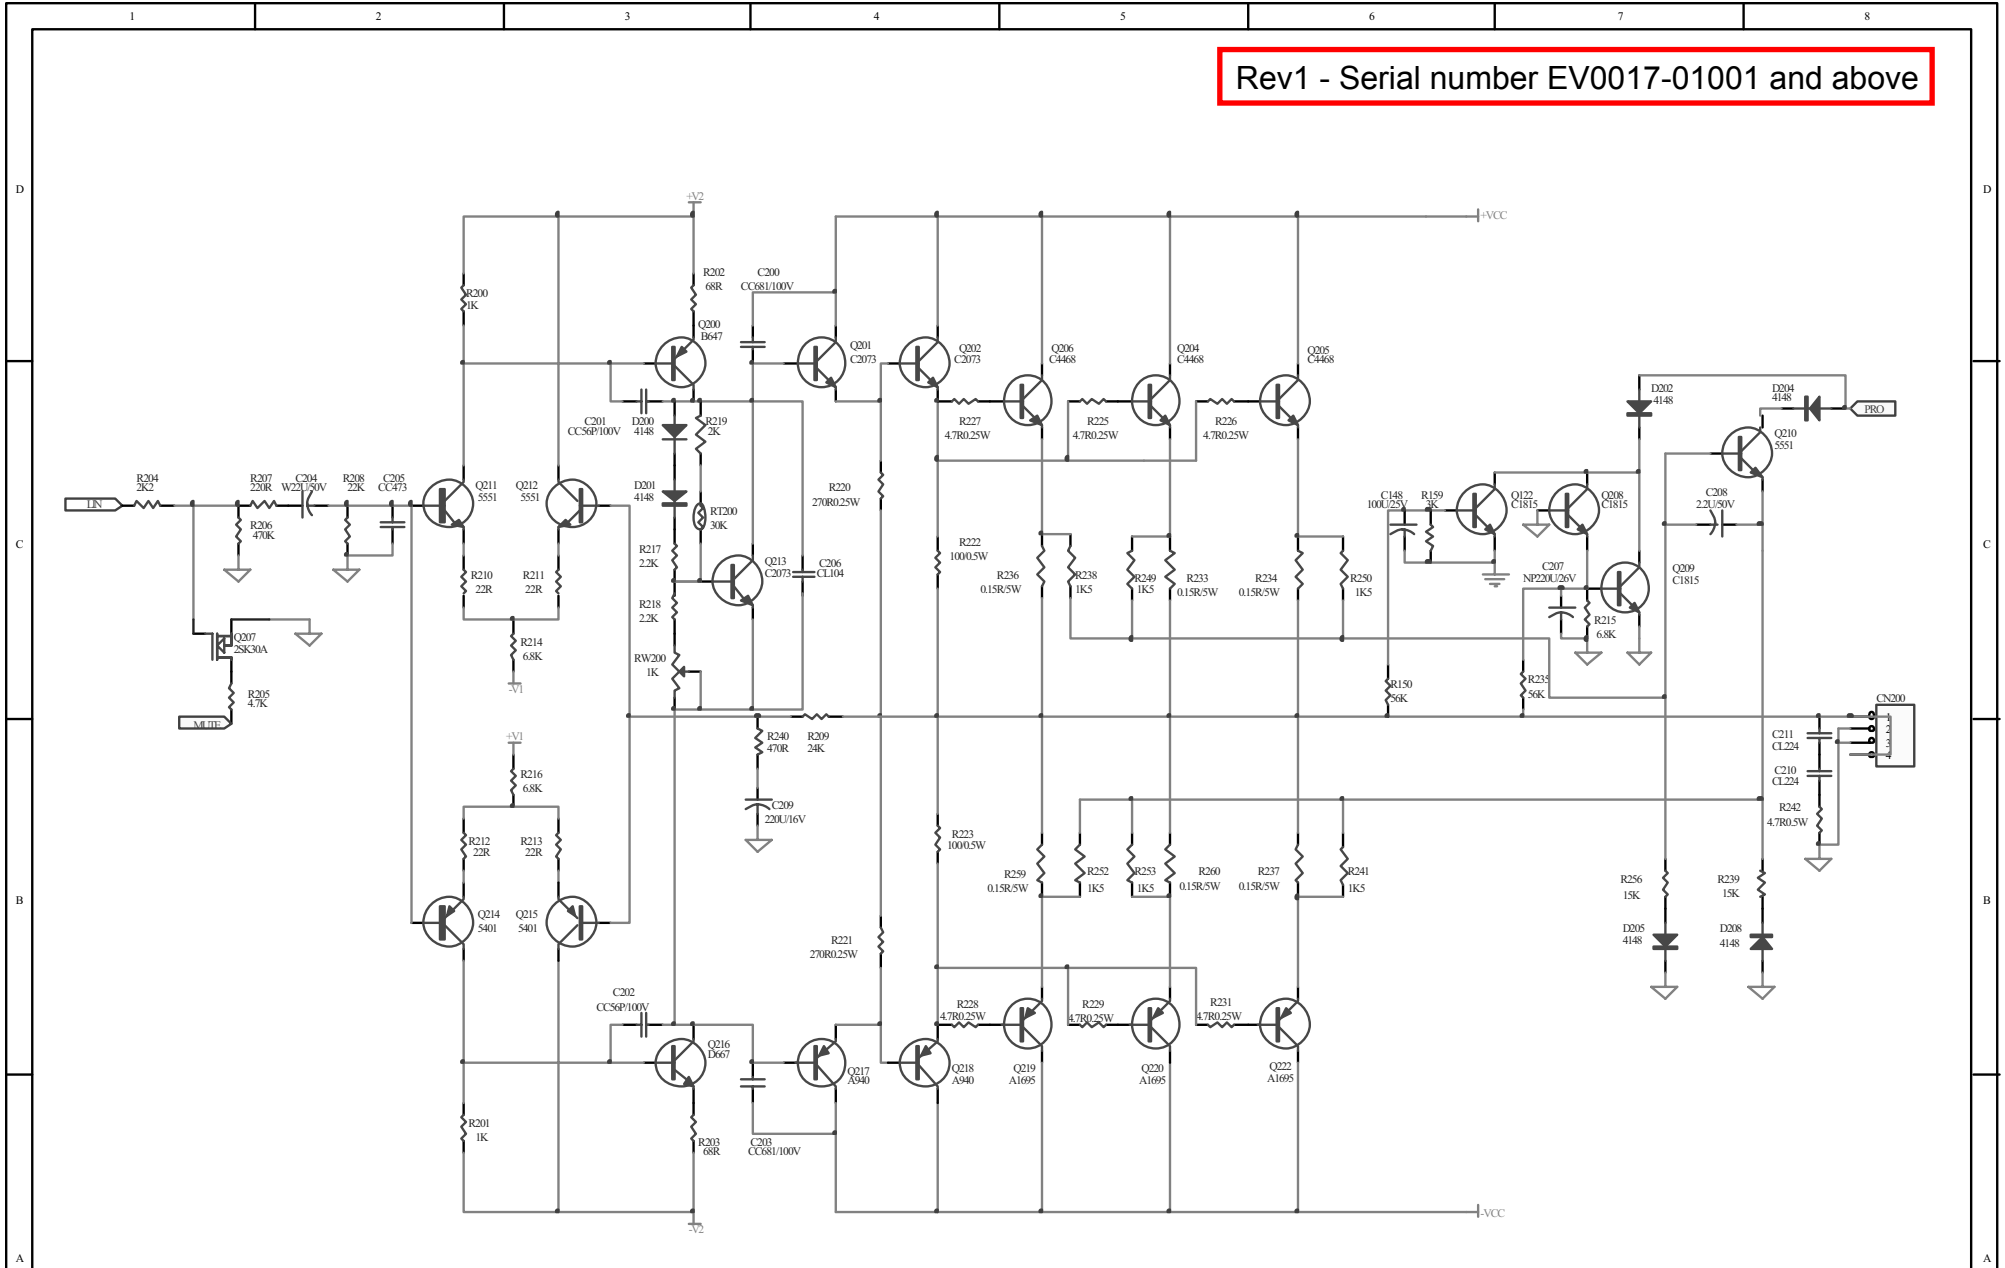 1 2 3 4 5 6 7 8
Rev1 - Serial number EV0017-01001 and above
D D
+V2
+VCC
R200
1K
R202
68R
C200
CC681/100V
Q200
B647
Q201
C2073
Q202
C2073
Q206
C4468
Q204
C4468
Q205
C4468
C201
CC56P/100V
D200
4148
R219
2K
R227
4.7R0.25W
R225
4.7R0.25W
R226
4.7R0.25W
D202
4148
D204
4148
PRO
Q210
5551
LIN
R204
2K2
R207
220R
C204
W22U/50V
R208
22K
C205
CC473
R206
470K
Q211
5551
Q212
5551
D201
4148
RT200
30K
R220
270R0.25W
C148
100U/25V
R159
3K
Q122
C1815
Q208
C1815
C208
2.2U/50V
C C
R210
22R
R211
22R
R217
2.2K
Q213
C2073
C206
CL104
R222
100/0.5W
R236
0.15R/5W
R238
1K5
R249
1K5
R233
0.15R/5W
R234
0.15R/5W
R250
1K5
C207
NP220U/26V
Q209
C1815
R218
2.2K
R215
6.8K
Q207
2SK30A
R214
6.8K
-V1
RW200
1K
R205
4.7K
MUTE
R150
56K
R235
56K
CN200
1
2
3
4
+V1
R216
6.8K
R240
470R
R209
24K
C211
CL224
C210
CL224
C209
220U/16V
R242
4.7R0.5W
R212
22R
R213
22R
R223
100/0.5W
R259
0.15R/5W
R252
1K5
R253
1K5
R260
0.15R/5W
R237
0.15R/5W
R241
1K5
R256
15K
R239
15K
B B
Q214
5401
Q215
5401
R221
270R0.25W
D205
4148
D208
4148
C202
CC56P/100V
R228
4.7R0.25W
R229
4.7R0.25W
R231
4.7R0.25W
Q216
D667
Q217
A940
Q218
A940
Q219
A1695
Q220
A1695
Q222
A1695
R201
1K
R203
68R
C203
CC681/100V
-V2
-VCC
A A